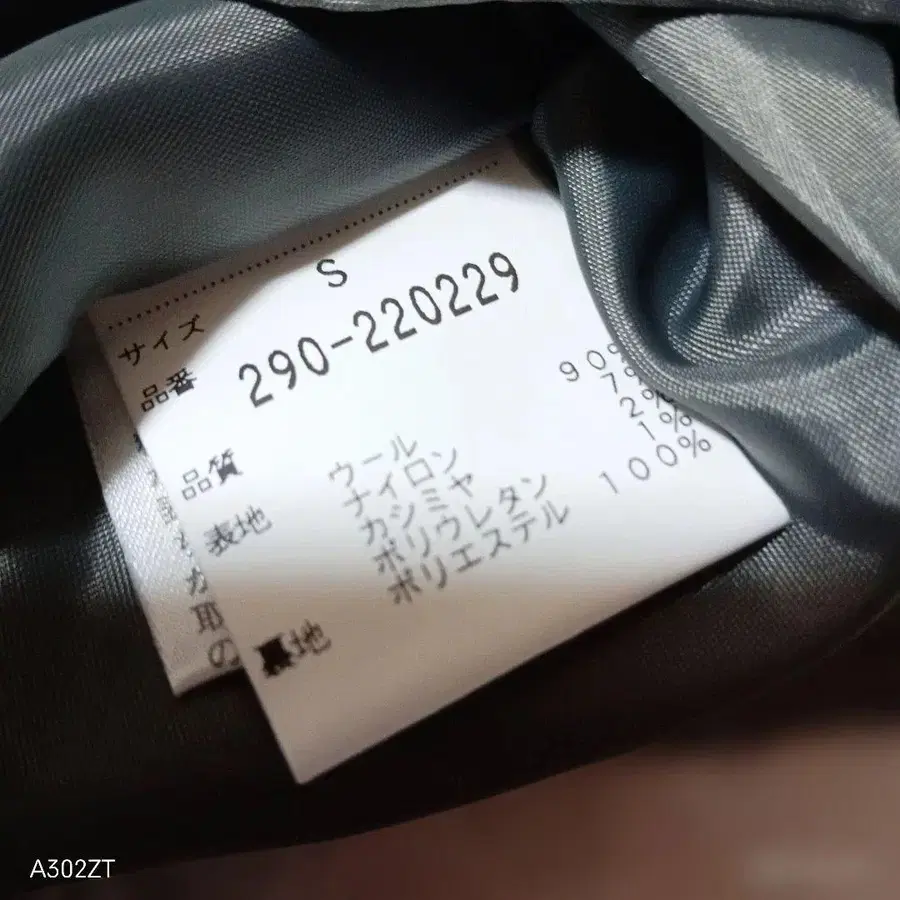 サイズ S
品番 290-220229
品質
表地 ウール 90%
ナイロン 7%
カシミヤ 2%
ポリウレタン 1%
裏地 ポリエステル 100%
取
の
A302ZT